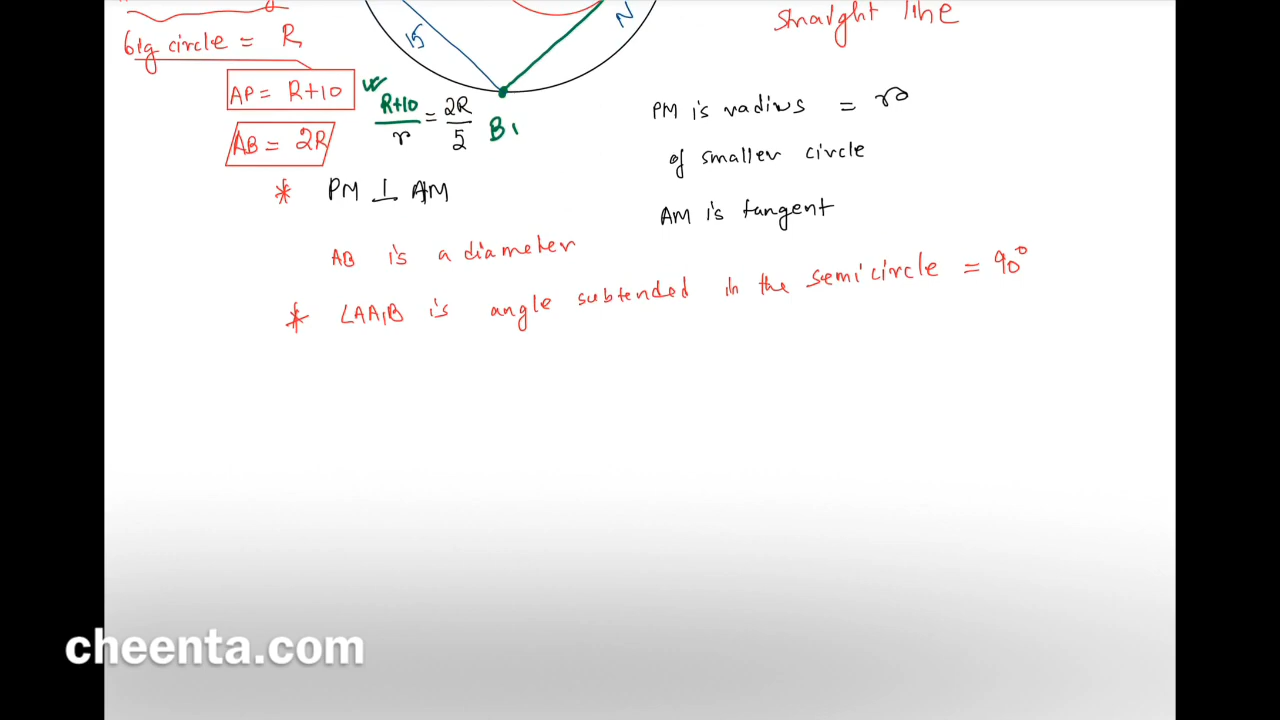 straight line
big circle = R
15
N
AP = R+10
R+10 / r = 2R / 5
B1
AB = 2R
PM is radius = r
of smaller circle
* PM ⊥ AM
AM is tangent
AB is a diameter
* ∠AA1B is angle subtended in the semicircle = 90°
cheenta.com